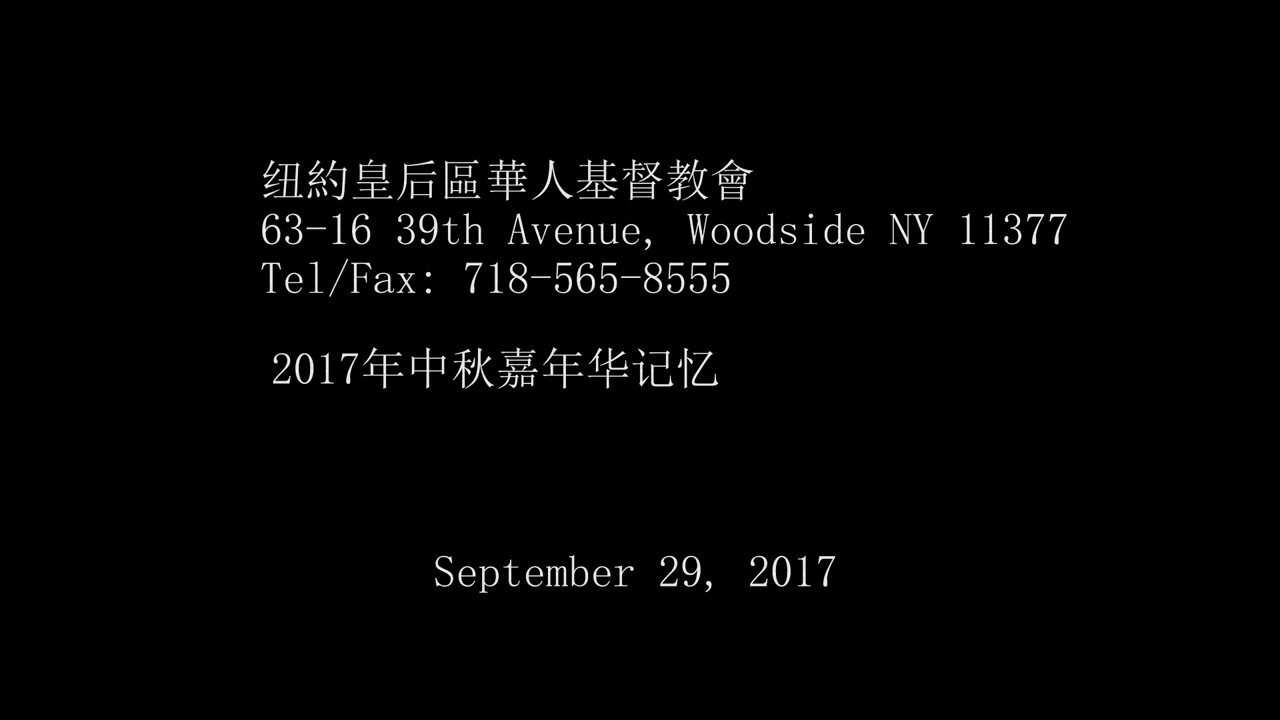 纽約皇后區華人基督教會
63-16 39th Avenue, Woodside NY 11377
Tel/Fax: 718-565-8555
2017年中秋嘉年华记忆
September 29, 2017